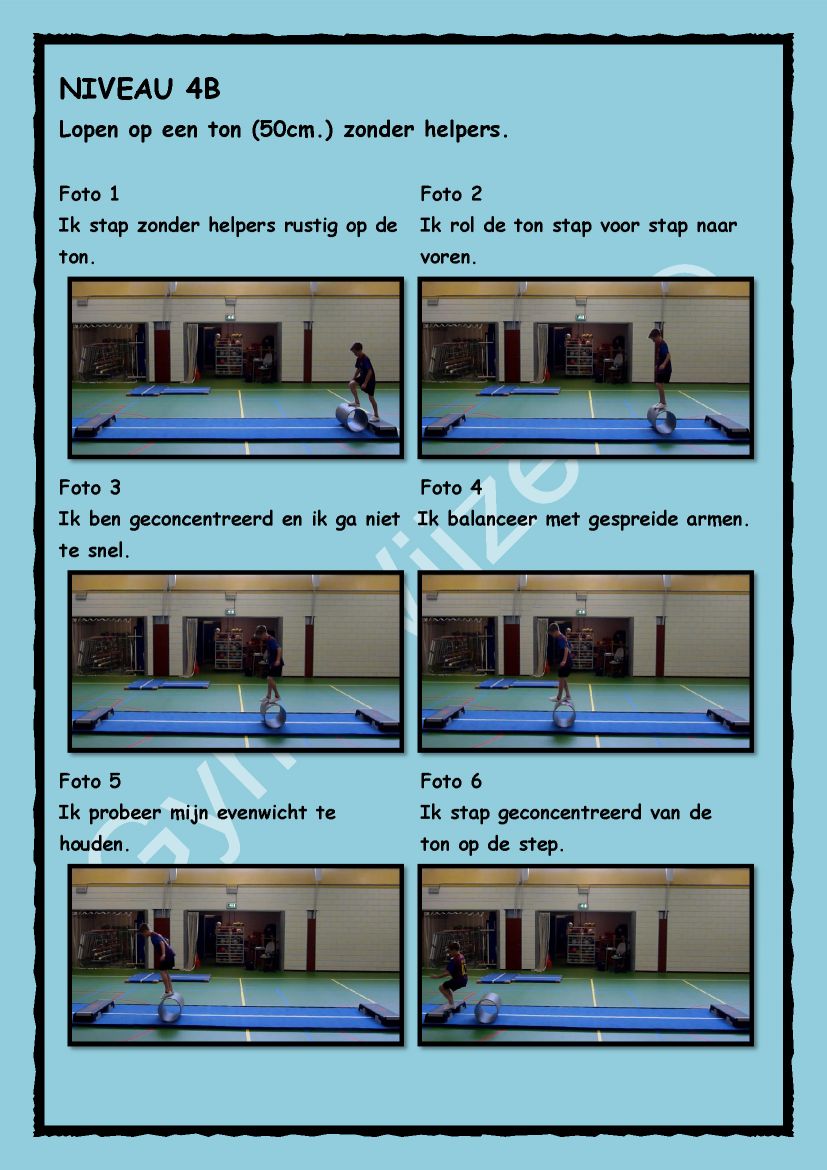 NIVEAU 4B
Lopen op een ton (50cm.) zonder helpers.
Foto 1
Ik stap zonder helpers rustig op de
ton.
Foto 2
Ik rol de ton stap voor stap naar
voren.
Foto 3
Ik ben geconcentreerd en ik ga niet
te snel.
Foto 4
Ik balanceer met gespreide armen.
Foto 5
Ik probeer mijn evenwicht te
houden.
Foto 6
Ik stap geconcentreerd van de
ton op de step.